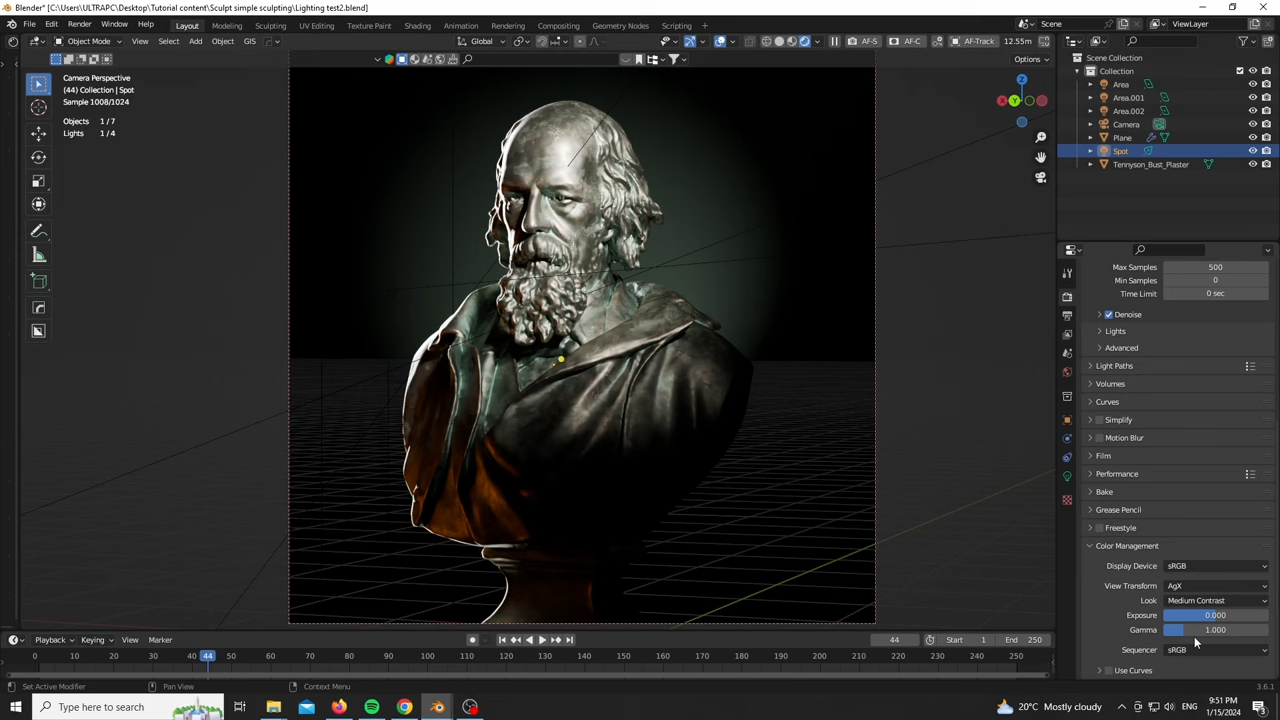 Blender* [C:\Users\ULTRAPC\Desktop\Tutorial content\Sculpt simple sculpting\Lighting test2.blend]
File Edit Render Window Help Layout Modeling Sculpting UV Editing Texture Paint Shading Animation Rendering Compositing Geometry Nodes Scripting Scene ViewLayer
Object Mode View Select Add Object GIS Global AF-S AF-C AF-Track 12.55m
Options
Camera Perspective
(44) Collection | Spot
Sample 1008/1024
Objects 1/7
Lights 1/4
Z
Y
Scene Collection
Collection
Area
Area.001
Area.002
Camera
Plane
Spot
Tennyson_Bust_Plaster
Max Samples 500
Min Samples 0
Time Limit 0 sec
Denoise
Lights
Advanced
Light Paths
Volumes
Curves
Simplify
Motion Blur
Film
Performance
Bake
Grease Pencil
Freestyle
Color Management
Display Device sRGB
View Transform AgX
Look Medium Contrast
Exposure 0.000
Gamma 1.000
Sequencer sRGB
Use Curves
Playback Keying View Marker 44 Start 1 End 250
0 10 20 30 40 44 50 60 70 80 90 100 110 120 130 140 150 160 170 180 190 200 210 220 230 240 250
Set Active Modifier Pan View Context Menu 3.6.1
Type here to search 20°C Mostly cloudy ENG 9:51 PM
1/15/2024